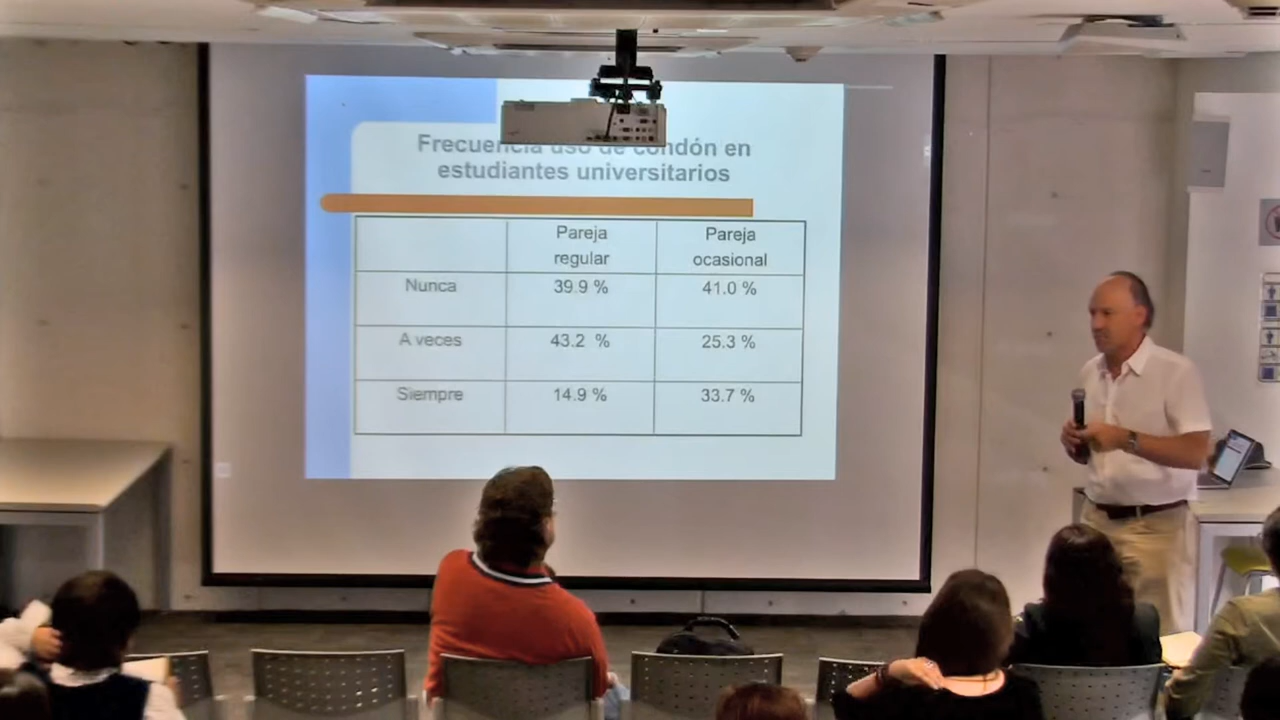 Frecuencia uso de condón en
estudiantes universitarios
Pareja regular Pareja ocasional
Nunca 39.9 % 41.0 %
A veces 43.2 % 25.3 %
Siempre 14.9 % 33.7 %